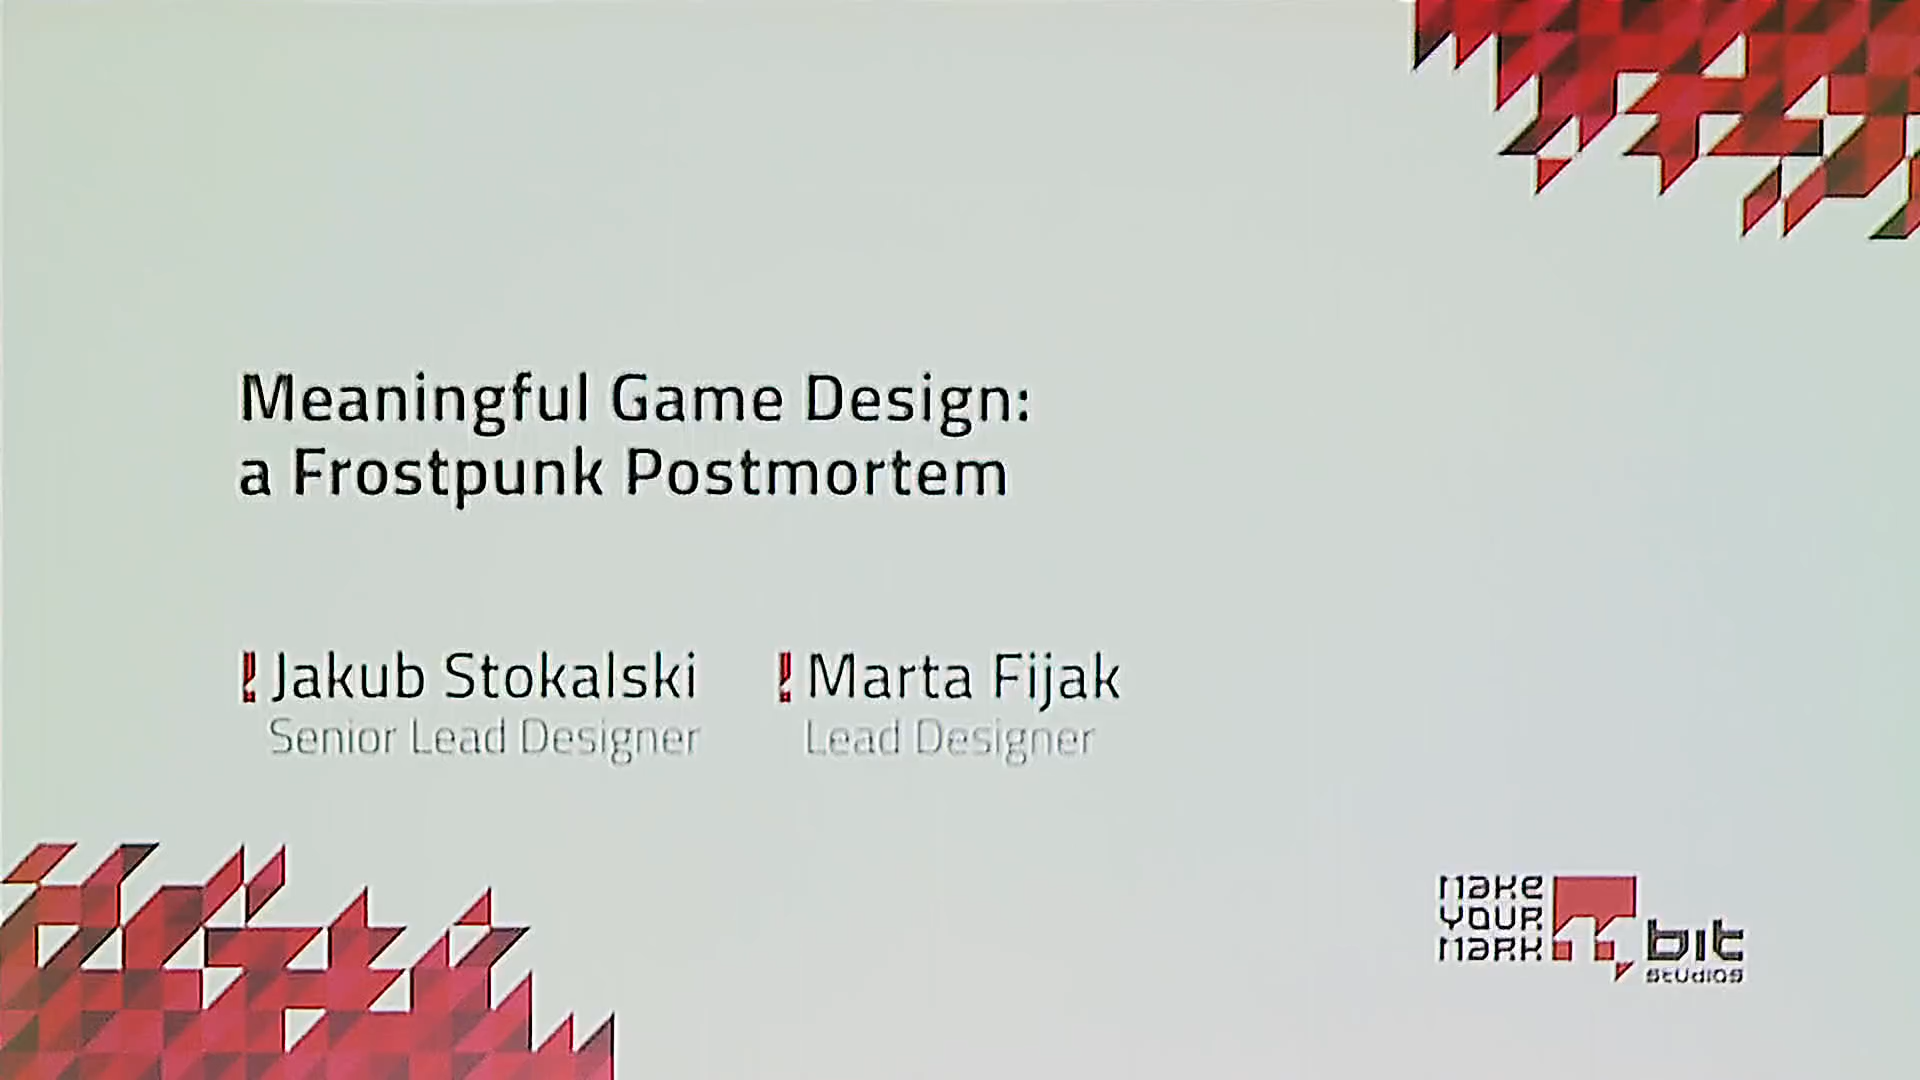 Meaningful Game Design:
a Frostpunk Postmortem
! Jakub Stokalski
Senior Lead Designer
! Marta Fijak
Lead Designer
MAKE
YOUR
MARK
bit
STUDIOS